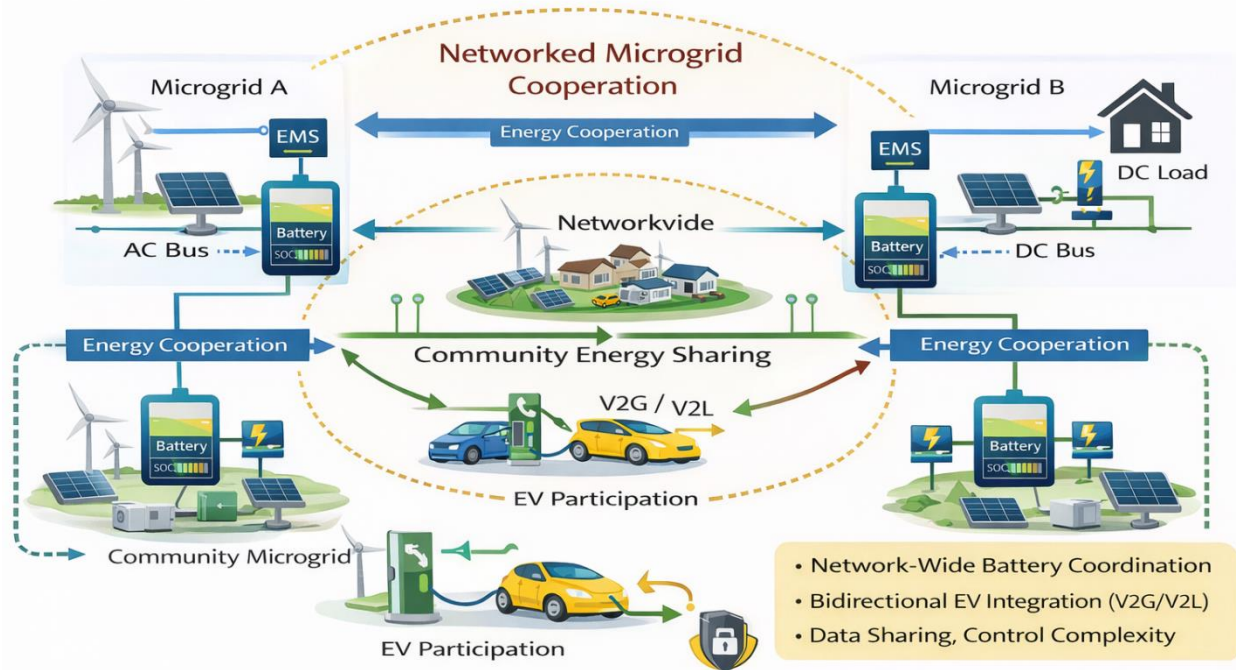 Networked Microgrid
Cooperation
Microgrid A
Microgrid B
EMS
Energy Cooperation
EMS
DC Load
Battery
SOC
AC Bus
Networkvide
Battery
SOC
DC Bus
Energy Cooperation
Community Energy Sharing
Energy Cooperation
V2G / V2L
Battery
SOC
Battery
SOC
EV Participation
Community Microgrid
EV Participation
• Network-Wide Battery Coordination
• Bidirectional EV Integration (V2G/V2L)
• Data Sharing, Control Complexity